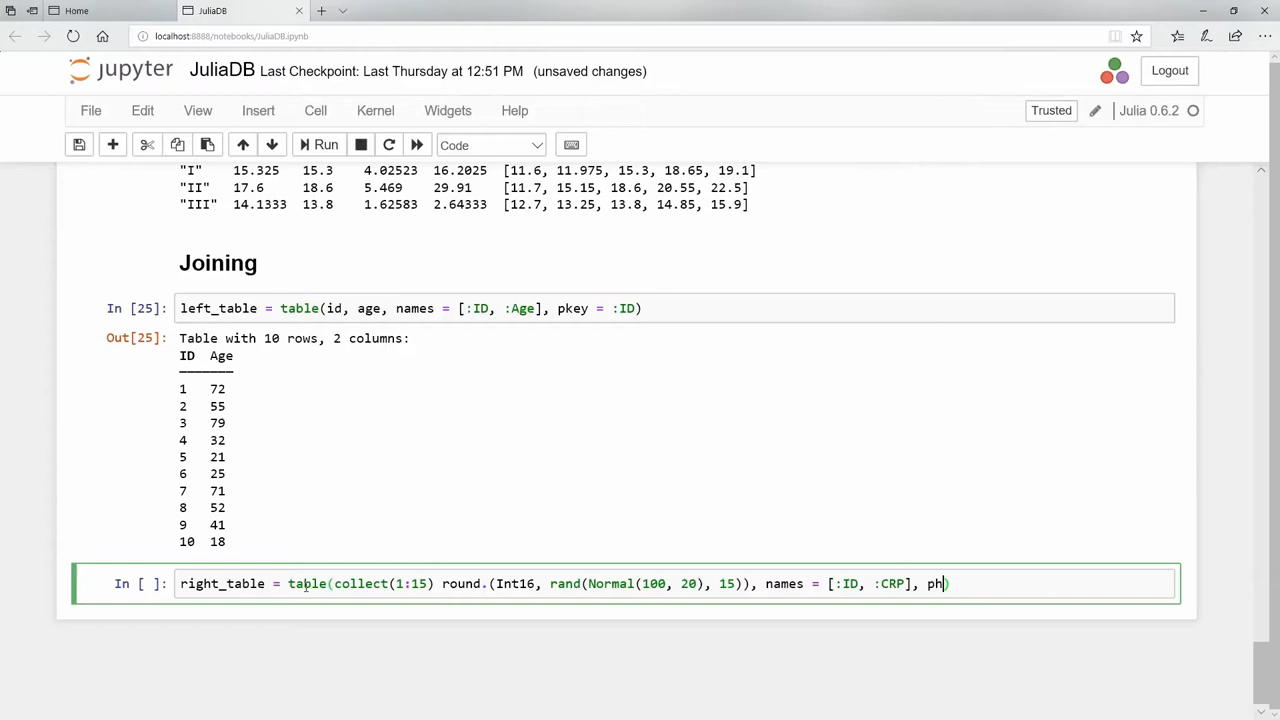 Home
JuliaDB
localhost:8888/notebooks/JuliaDB.ipynb
jupyter JuliaDB Last Checkpoint: Last Thursday at 12:51 PM (unsaved changes)
Logout
File Edit View Insert Cell Kernel Widgets Help
Trusted
Julia 0.6.2
Run
Code
"I" 15.325 15.3 4.02523 16.2025 [11.6, 11.975, 15.3, 18.65, 19.1]
"II" 17.6 18.6 5.469 29.91 [11.7, 15.15, 18.6, 20.55, 22.5]
"III" 14.1333 13.8 1.62583 2.64333 [12.7, 13.25, 13.8, 14.85, 15.9]
Joining
In [25]: left_table = table(id, age, names = [:ID, :Age], pkey = :ID)
Out[25]: Table with 10 rows, 2 columns:
ID Age
1 72
2 55
3 79
4 32
5 21
6 25
7 71
8 52
9 41
10 18
In [ ]: right_table = table(collect(1:15) round.(Int16, rand(Normal(100, 20), 15)), names = [:ID, :CRP], ph)